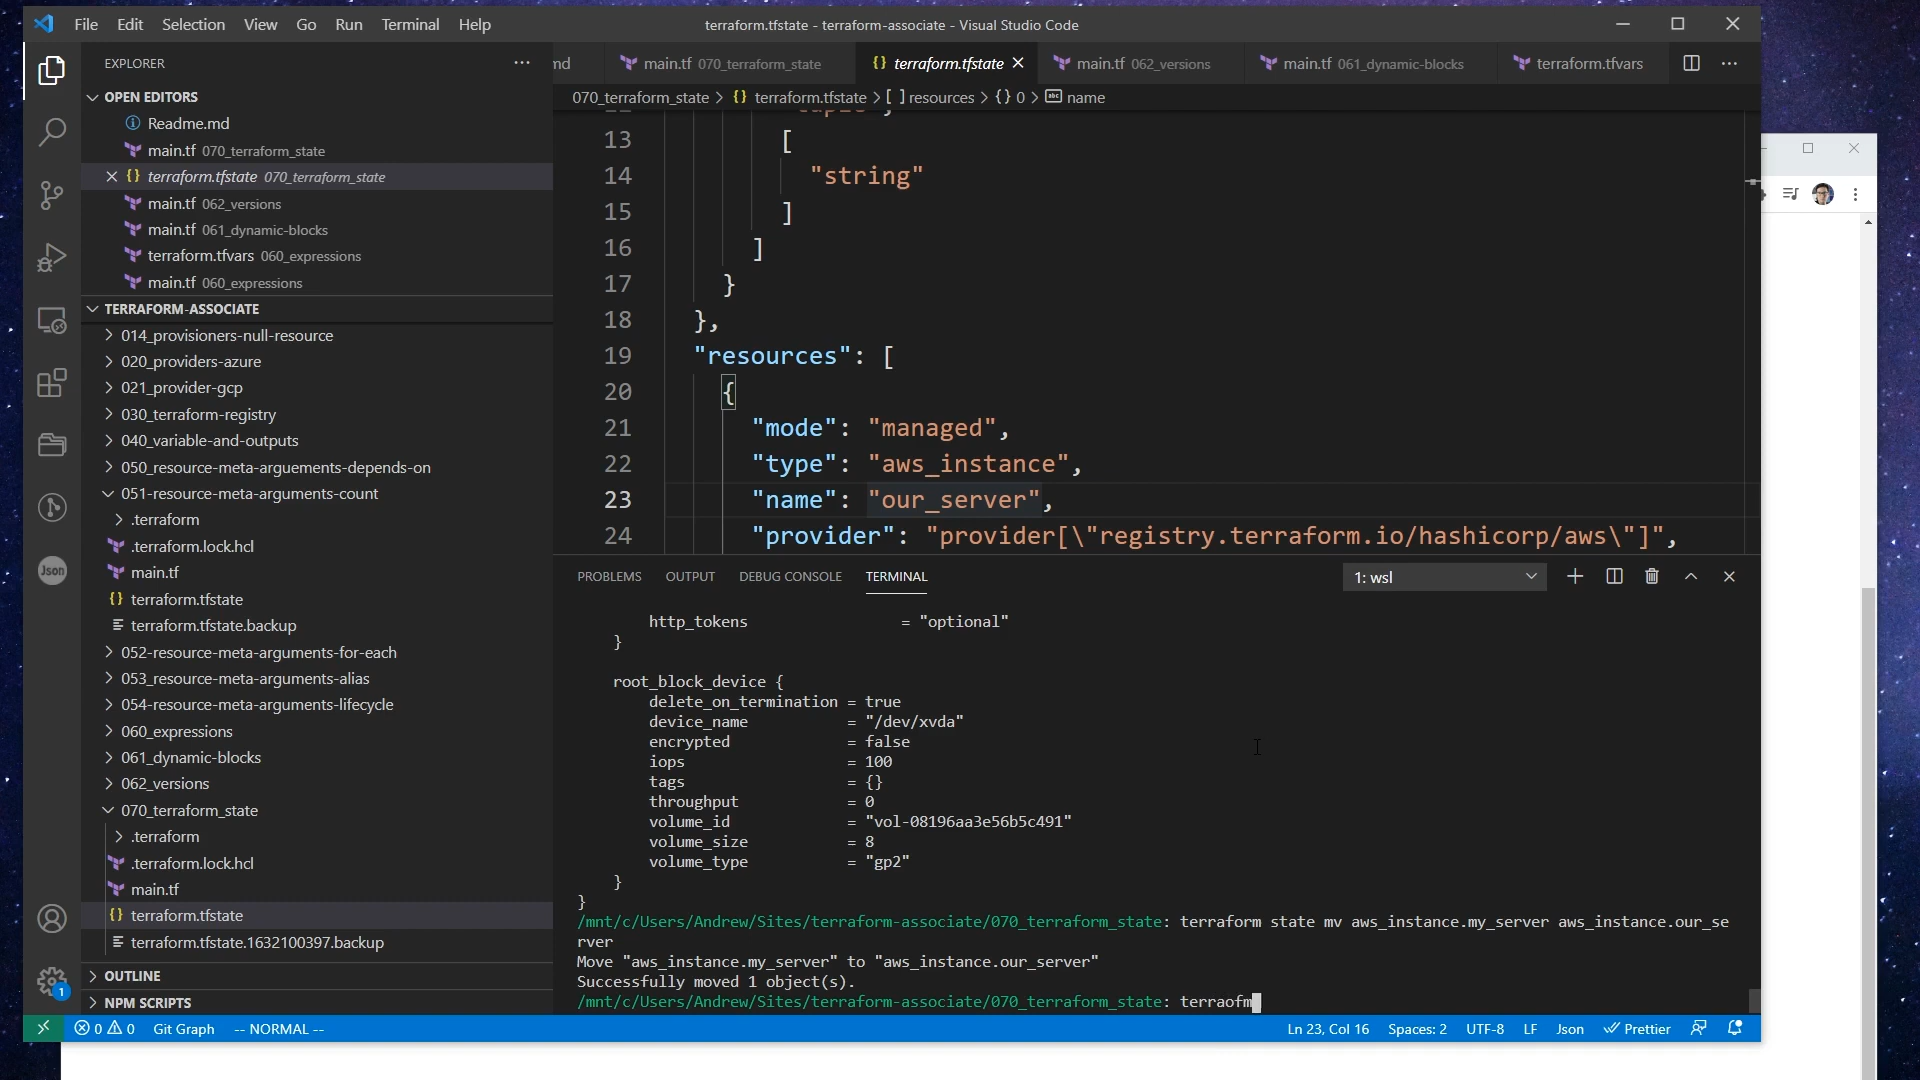 File Edit Selection View Go Run Terminal Help
terraform.tfstate - terraform-associate - Visual Studio Code
EXPLORER
OPEN EDITORS
Readme.md
main.tf 070_terraform_state
terraform.tfstate 070_terraform_state
main.tf 062_versions
main.tf 061_dynamic-blocks
terraform.tfvars 060_expressions
main.tf 060_expressions
TERRAFORM-ASSOCIATE
014_provisioners-null-resource
020_providers-azure
021_provider-gcp
030_terraform-registry
040_variable-and-outputs
050_resource-meta-arguements-depends-on
051-resource-meta-arguments-count
.terraform
.terraform.lock.hcl
main.tf
terraform.tfstate
terraform.tfstate.backup
052-resource-meta-arguments-for-each
053_resource-meta-arguments-alias
054-resource-meta-arguments-lifecycle
060_expressions
061_dynamic-blocks
062_versions
070_terraform_state
.terraform
.terraform.lock.hcl
main.tf
terraform.tfstate
terraform.tfstate.1632100397.backup
OUTLINE
NPM SCRIPTS
Json
1
md main.tf 070_terraform_state {} terraform.tfstate main.tf 062_versions main.tf 061_dynamic-blocks terraform.tfvars
070_terraform_state > {} terraform.tfstate > [ ] resources > {} 0 > abc name
13 [
14 "string"
15 ]
16 ]
17 }
18 },
19 "resources": [
20 {
21 "mode": "managed",
22 "type": "aws_instance",
23 "name": "our_server",
24 "provider": "provider[\"registry.terraform.io/hashicorp/aws\"]",
PROBLEMS OUTPUT DEBUG CONSOLE TERMINAL 1: wsl
http_tokens = "optional"
}
root_block_device {
delete_on_termination = true
device_name = "/dev/xvda"
encrypted = false
iops = 100
tags = {}
throughput = 0
volume_id = "vol-08196aa3e56b5c491"
volume_size = 8
volume_type = "gp2"
}
}
/mnt/c/Users/Andrew/Sites/terraform-associate/070_terraform_state: terraform state mv aws_instance.my_server aws_instance.our_se
rver
Move "aws_instance.my_server" to "aws_instance.our_server"
Successfully moved 1 object(s).
/mnt/c/Users/Andrew/Sites/terraform-associate/070_terraform_state: terraofm
0 0 Git Graph -- NORMAL -- Ln 23, Col 16 Spaces: 2 UTF-8 LF Json Prettier